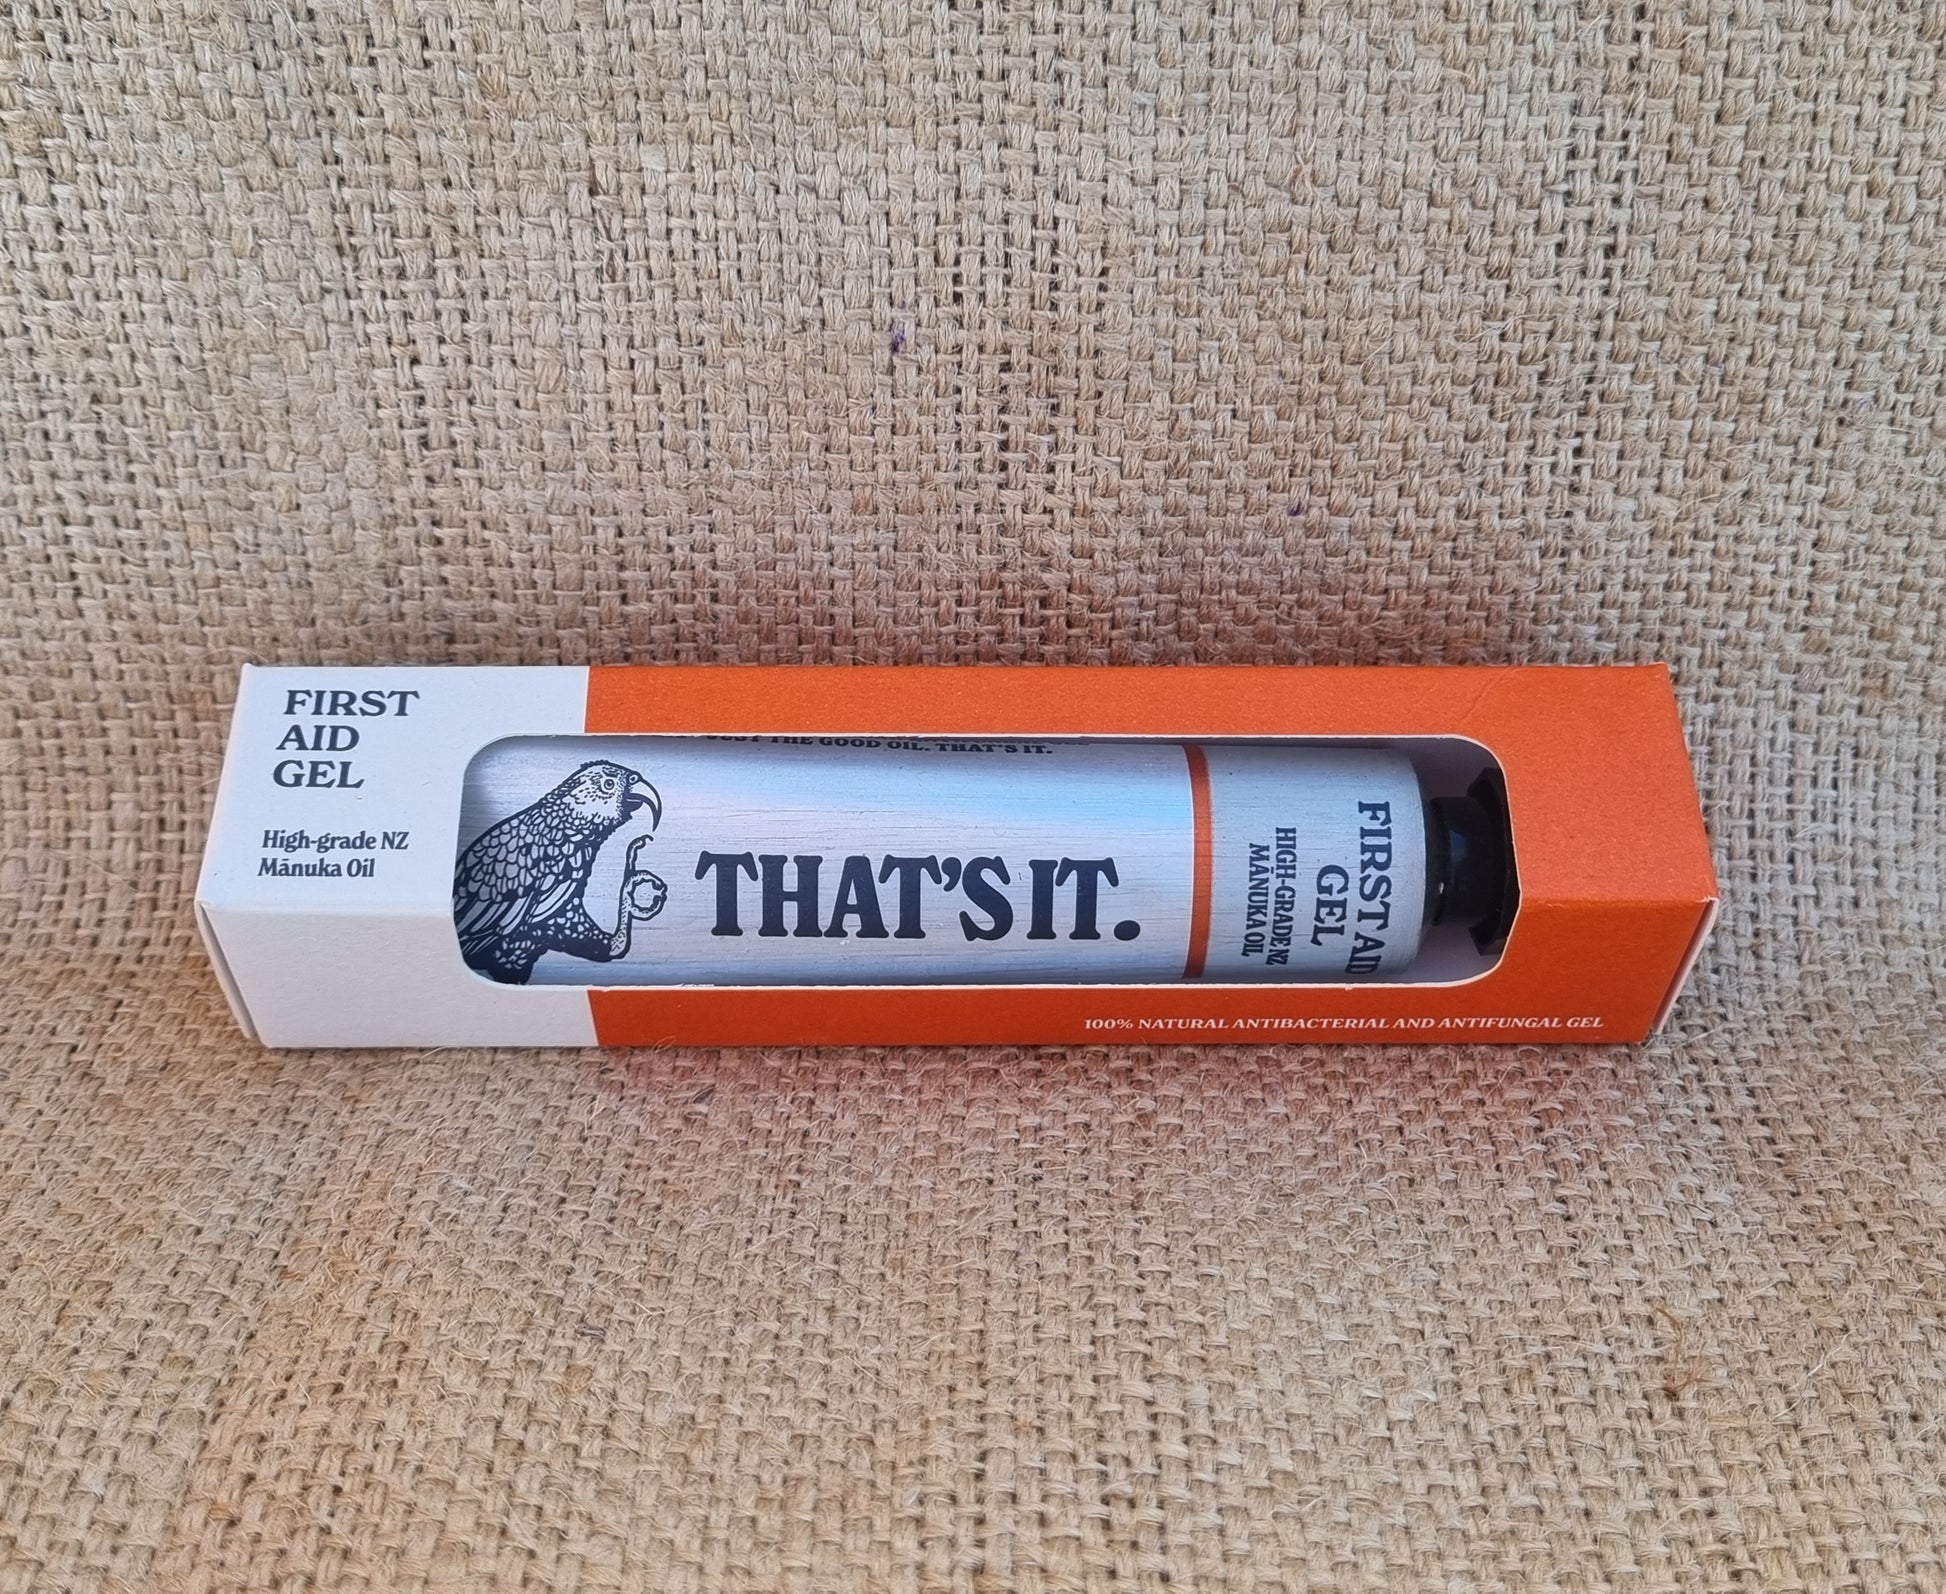 FIRST
AID
GEL
High-grade NZ
Mānuka Oil
JUST THE GOOD OIL. THAT'S IT.
THAT'S IT.
FIRST AID
GEL
HIGH-GRADE NZ
MĀNUKA OIL
100% NATURAL ANTIBACTERIAL AND ANTIFUNGAL GEL